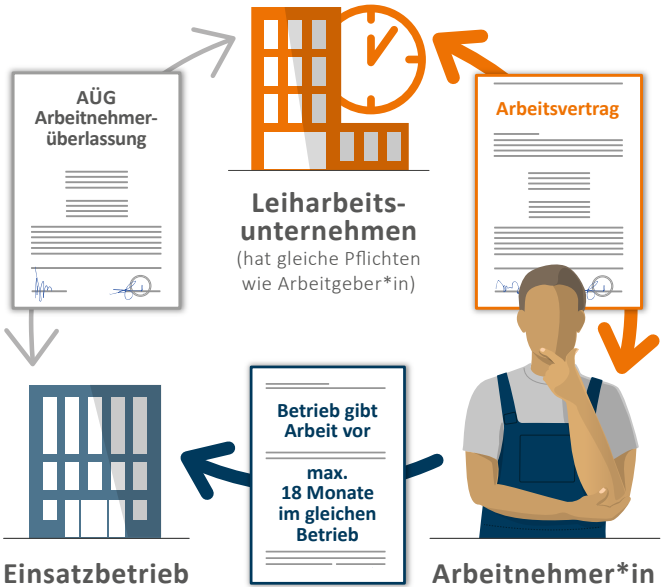 AÜG
Arbeitnehmer-
überlassung
Arbeitsvertrag
Leiharbeits-
unternehmen
(hat gleiche Pflichten
wie Arbeitgeber*in)
Betrieb gibt
Arbeit vor
max.
18 Monate
im gleichen
Betrieb
Einsatzbetrieb
Arbeitnehmer*in